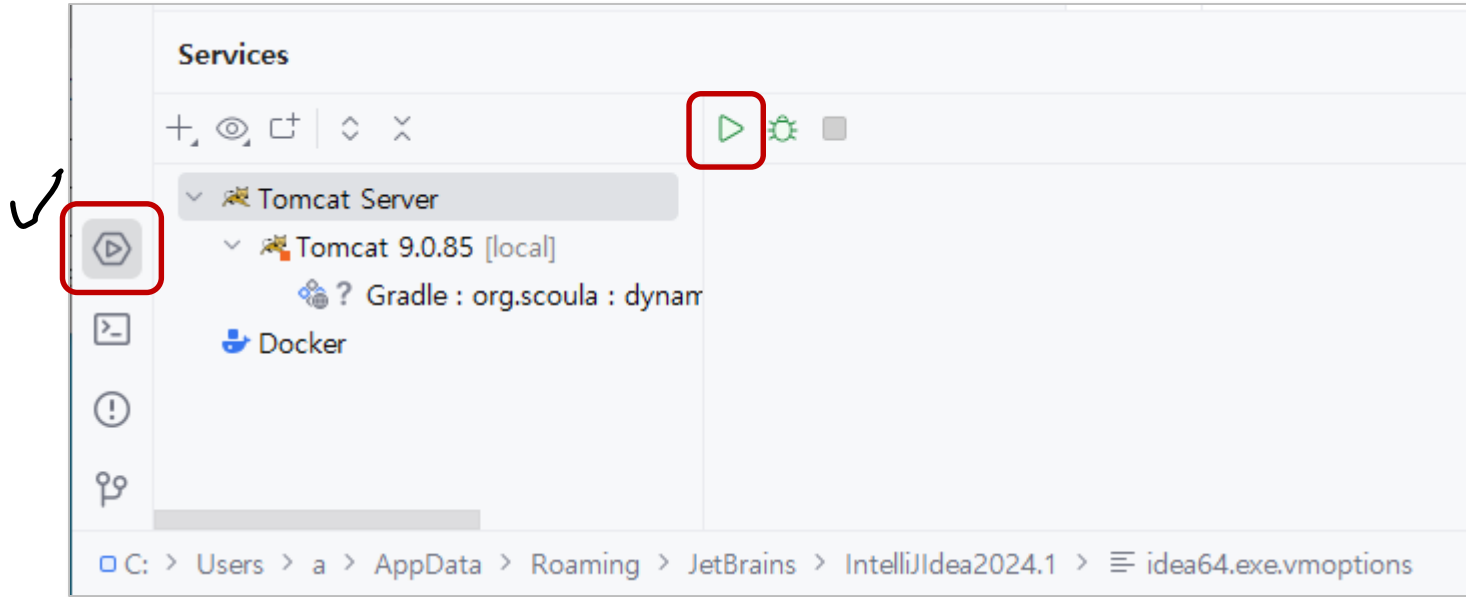 Services
Tomcat Server
Tomcat 9.0.85 [local]
? Gradle : org.scoula : dynam
Docker
C: > Users > a > AppData > Roaming > JetBrains > IntelliJIdea2024.1 > idea64.exe.vmoptions